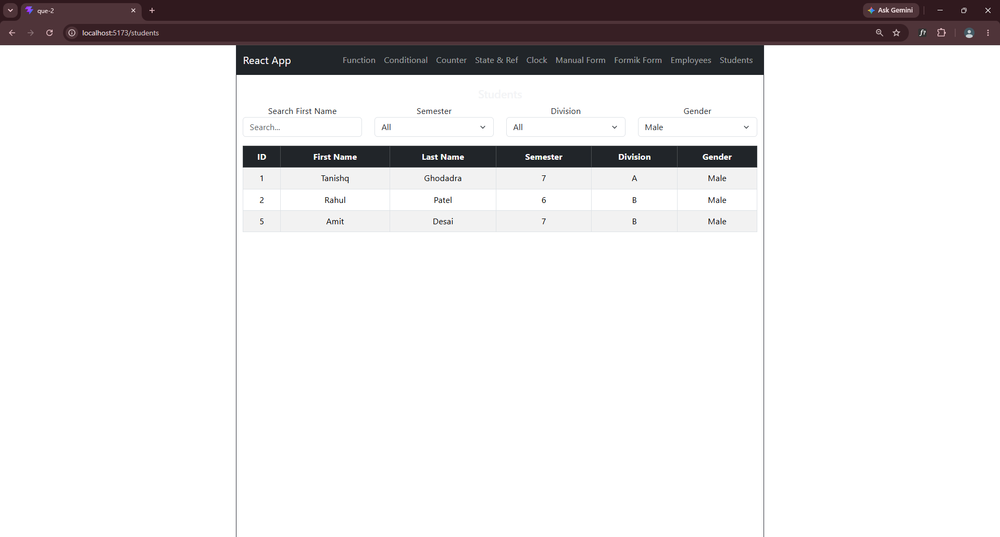 que-2
Ask Gemini
localhost:5173/students
React App Function Conditional Counter State & Ref Clock Manual Form Formik Form Employees Students
Students
Search First Name Semester Division Gender
Search... All All Male
ID First Name Last Name Semester Division Gender
1 Tanishq Ghodadra 7 A Male
2 Rahul Patel 6 B Male
5 Amit Desai 7 B Male